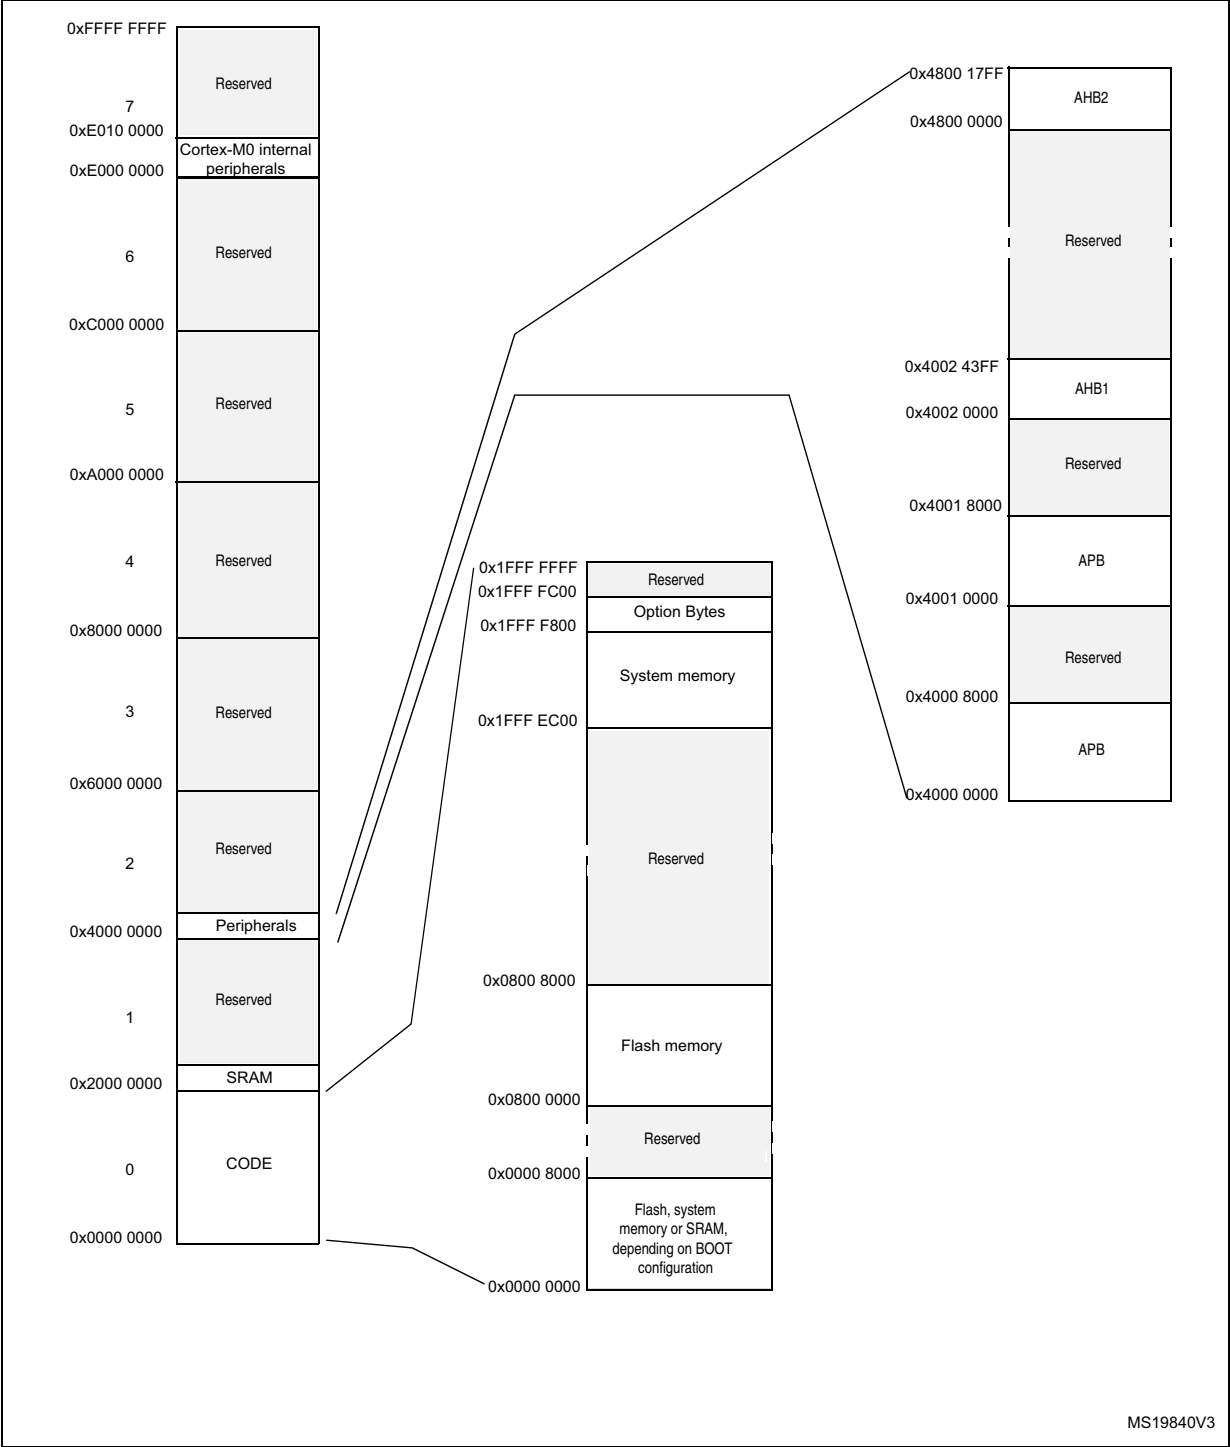 0xFFFF FFFF
Reserved
7
0xE010 0000
Cortex-M0 internal
peripherals
0xE000 0000
Reserved
6
0xC000 0000
Reserved
5
0xA000 0000
Reserved
4
0x8000 0000
Reserved
3
0x6000 0000
Reserved
2
Peripherals
0x4000 0000
Reserved
1
SRAM
0x2000 0000
CODE
0
0x0000 0000
0x1FFF FFFF
Reserved
0x1FFF FC00
Option Bytes
0x1FFF F800
System memory
0x1FFF EC00
Reserved
0x0800 8000
Flash memory
0x0800 0000
Reserved
0x0000 8000
Flash, system
memory or SRAM,
depending on BOOT
configuration
0x0000 0000
0x4800 17FF
AHB2
0x4800 0000
Reserved
0x4002 43FF
AHB1
0x4002 0000
Reserved
0x4001 8000
APB
0x4001 0000
Reserved
0x4000 8000
APB
0x4000 0000
MS19840V3